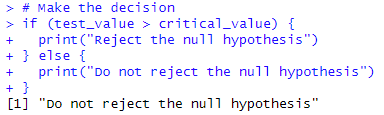 > # Make the decision
> if (test_value > critical_value) {
+   print("Reject the null hypothesis")
+ } else {
+   print("Do not reject the null hypothesis")
+ }
[1] "Do not reject the null hypothesis"